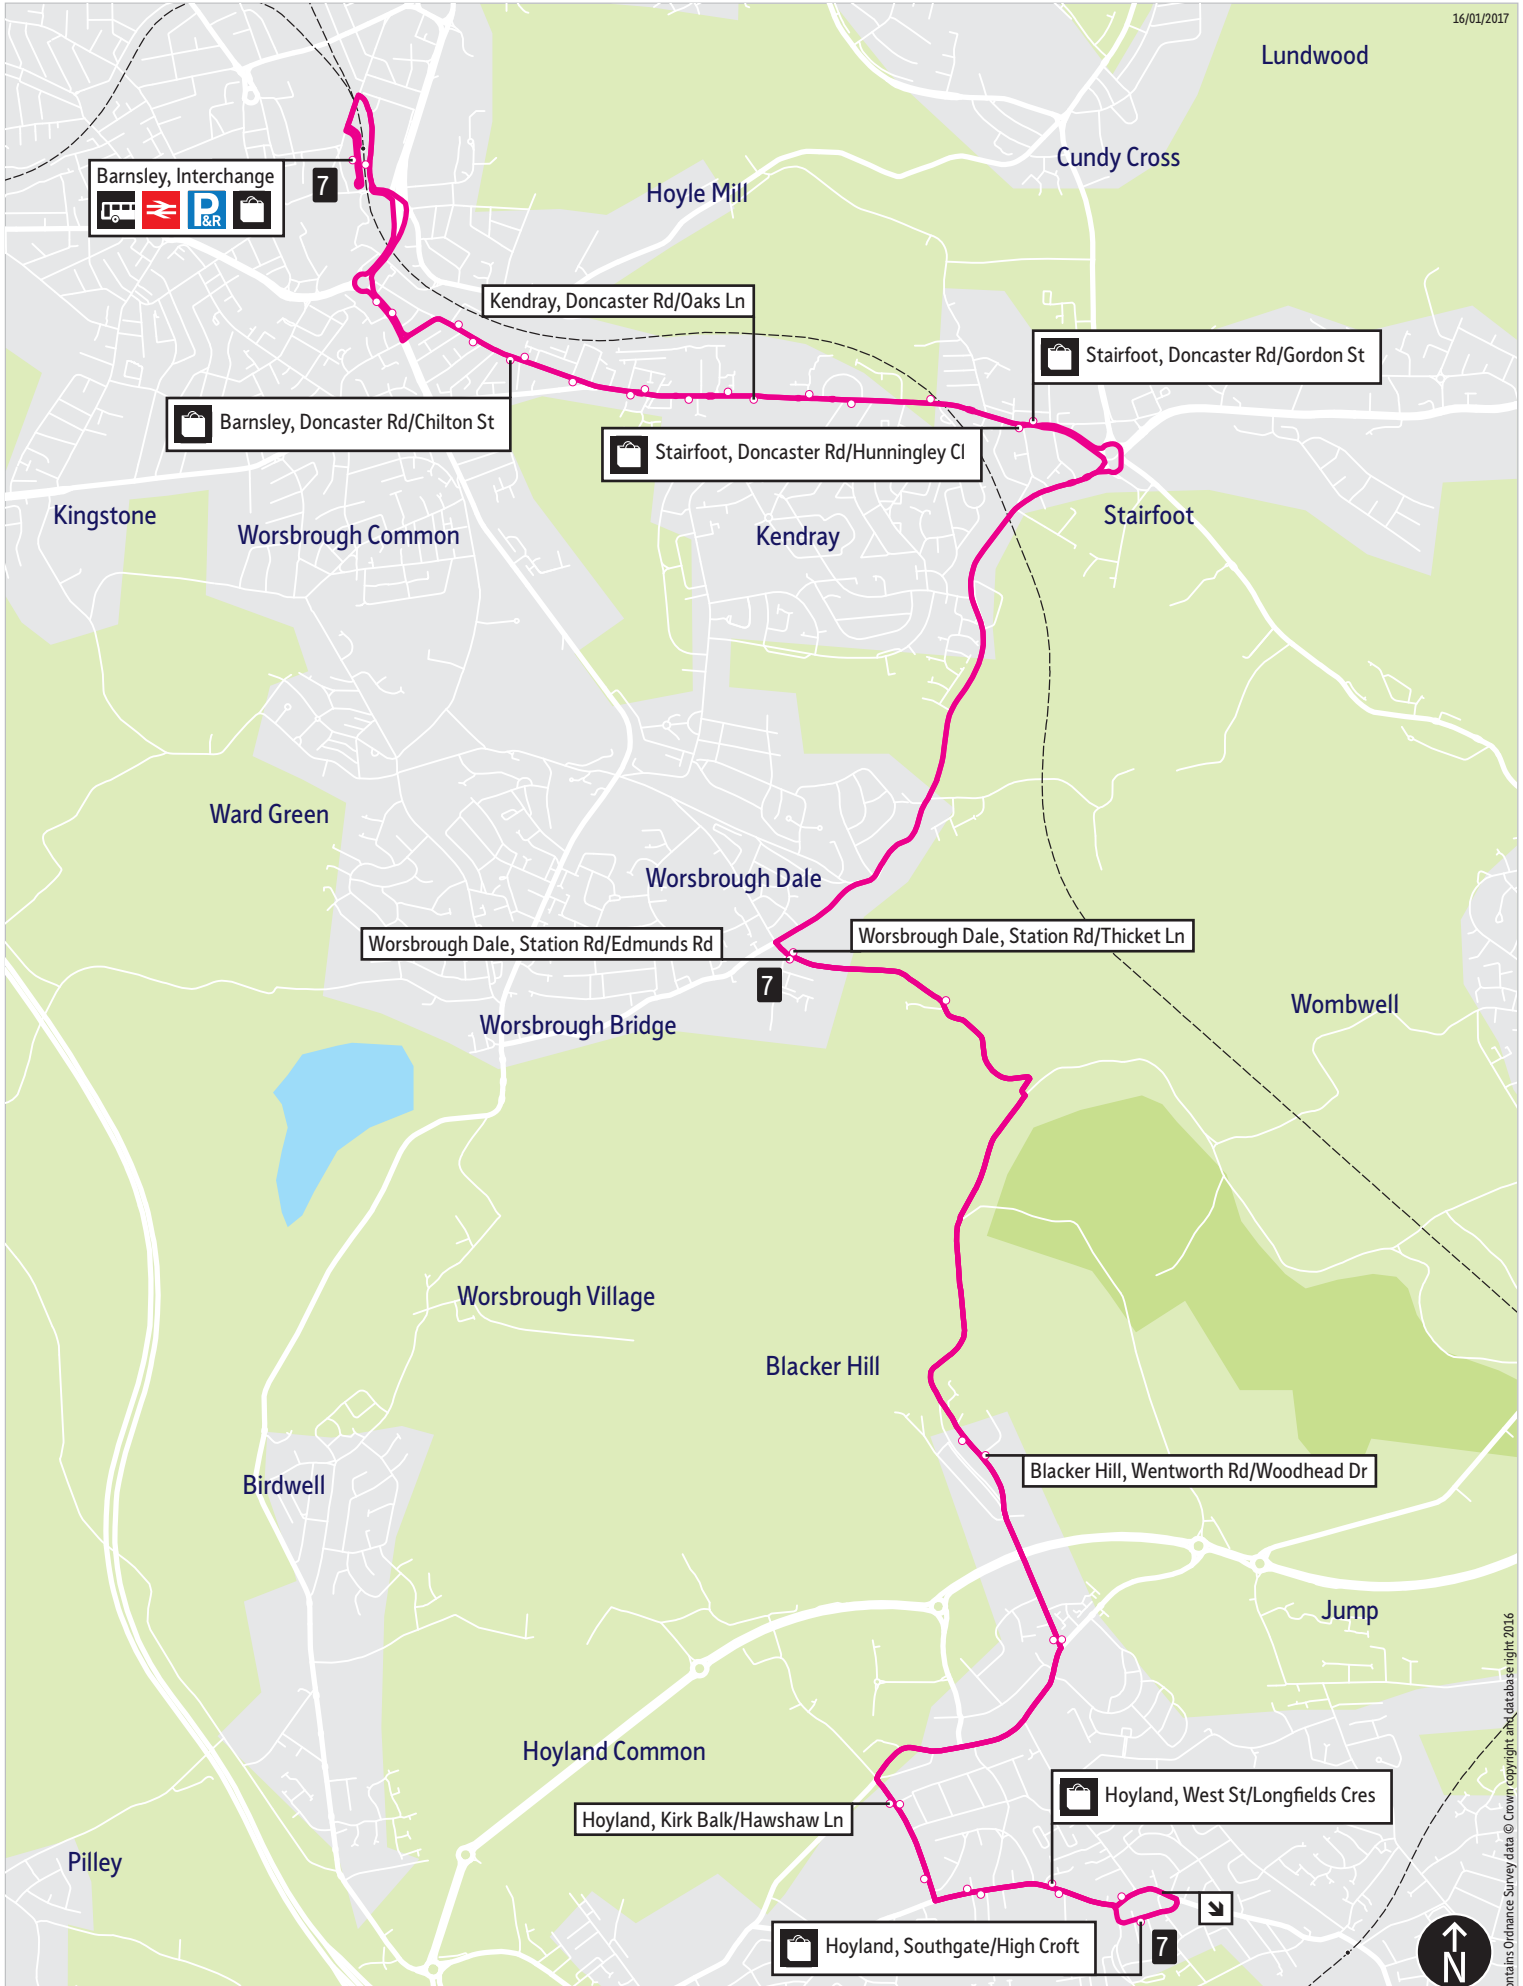 16/01/2017
Lundwood
Cundy Cross
Barnsley, Interchange
P&R
7
Hoyle Mill
Kendray, Doncaster Rd/Oaks Ln
Stairfoot, Doncaster Rd/Gordon St
Barnsley, Doncaster Rd/Chilton St
Stairfoot, Doncaster Rd/Hunningley Cl
Kingstone
Worsbrough Common
Kendray
Stairfoot
Ward Green
Worsbrough Dale
Worsbrough Dale, Station Rd/Edmunds Rd
Worsbrough Dale, Station Rd/Thicket Ln
7
Wombwell
Worsbrough Bridge
Worsbrough Village
Blacker Hill
Blacker Hill, Wentworth Rd/Woodhead Dr
Birdwell
Jump
Hoyland Common
Hoyland, West St/Longfields Cres
Hoyland, Kirk Balk/Hawshaw Ln
Pilley
Hoyland, Southgate/High Croft
7
N
ontains Ordnance Survey data © Crown copyright and database right 2016